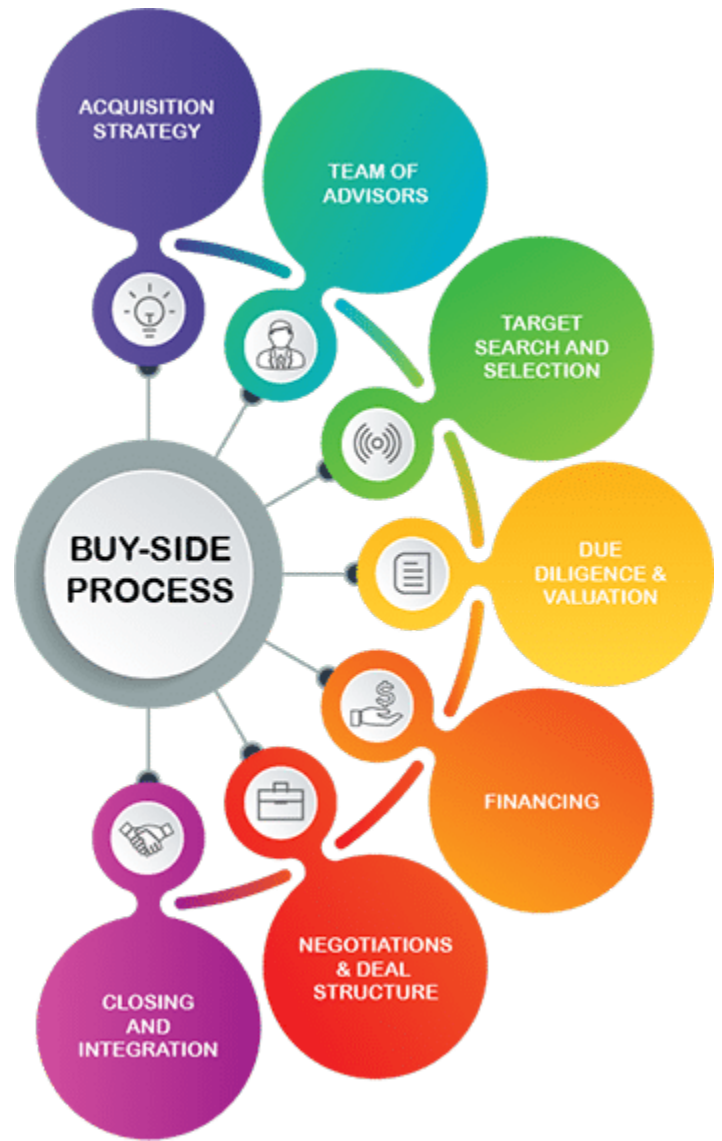 ACQUISITION
STRATEGY
TEAM OF
ADVISORS
TARGET
SEARCH AND
SELECTION
BUY-SIDE
PROCESS
DUE
DILIGENCE &
VALUATION
FINANCING
NEGOTIATIONS
& DEAL
STRUCTURE
CLOSING
AND
INTEGRATION